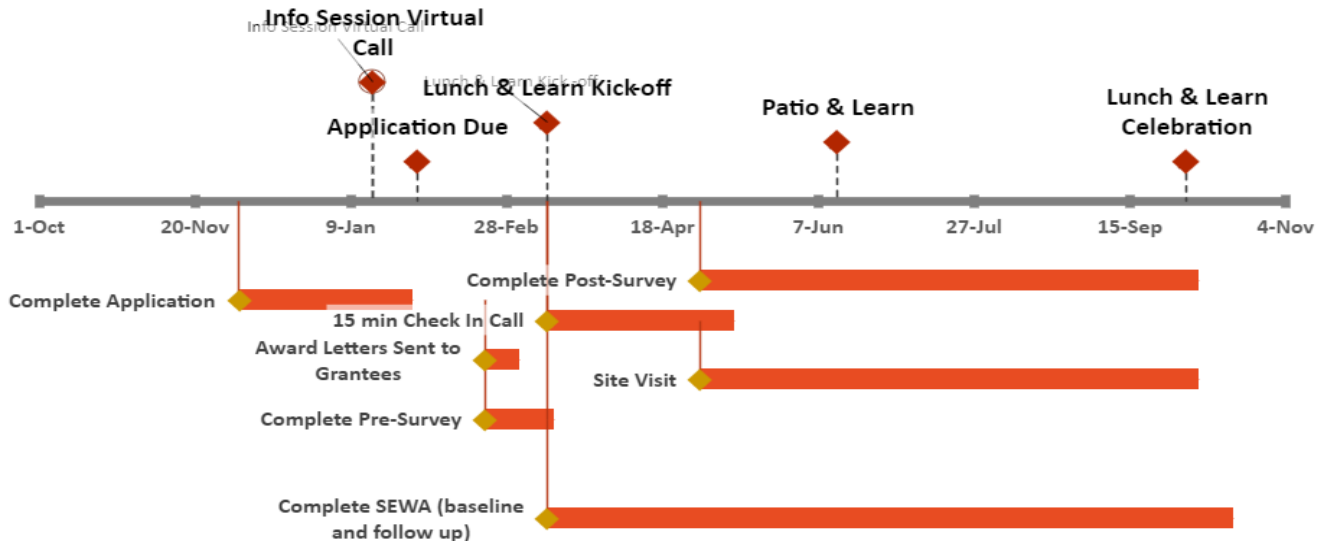 Info Session Virtual
Call
Info Session Virtual Call
Lunch & Learn Kick-off
Lunch & Learn Kick-off
Application Due
Patio & Learn
Lunch & Learn
Celebration
1-Oct
20-Nov
9-Jan
28-Feb
18-Apr
7-Jun
27-Jul
15-Sep
4-Nov
Complete Post-Survey
Complete Application
15 min Check In Call
Award Letters Sent to
Grantees
Site Visit
Complete Pre-Survey
Complete SEWA (baseline
and follow up)